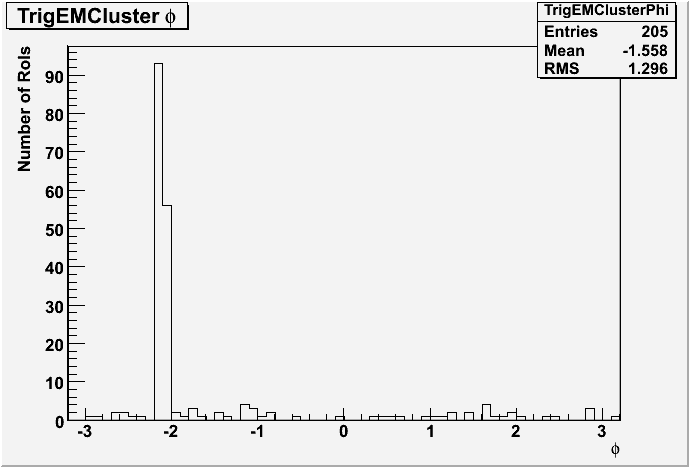 TrigEMCluster φ
TrigEMClusterPhi
Entries 205
Mean -1.558
RMS 1.296
Number of RoIs
90
80
70
60
50
40
30
20
10
0
-3 -2 -1 0 1 2 3
φ